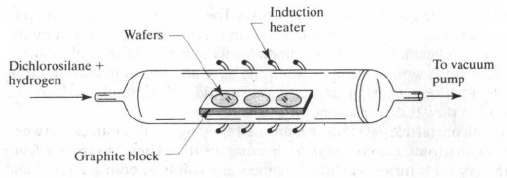 Induction
heater
Wafers
Dichlorosilane +
hydrogen
To vacuum
pump
Graphite block